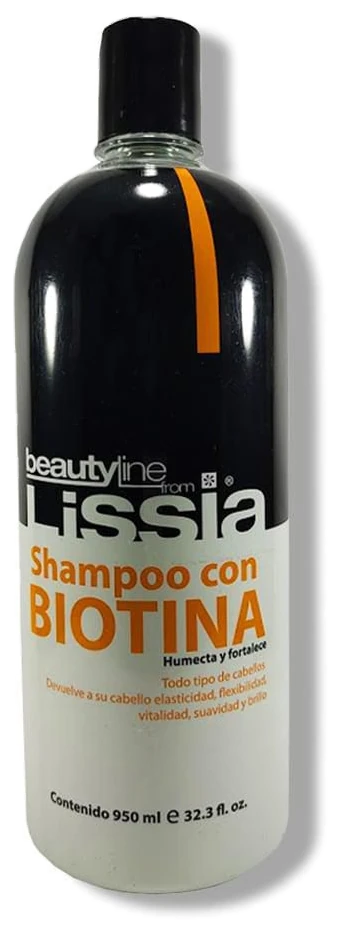 beautyline
from
Lissia®
Shampoo con
BIOTINA
Humecta y fortalece
Todo tipo de cabellos
Devuelve a su cabello elasticidad, flexibilidad,
vitalidad, suavidad y brillo
Contenido 950 ml e 32.3 fl. oz.